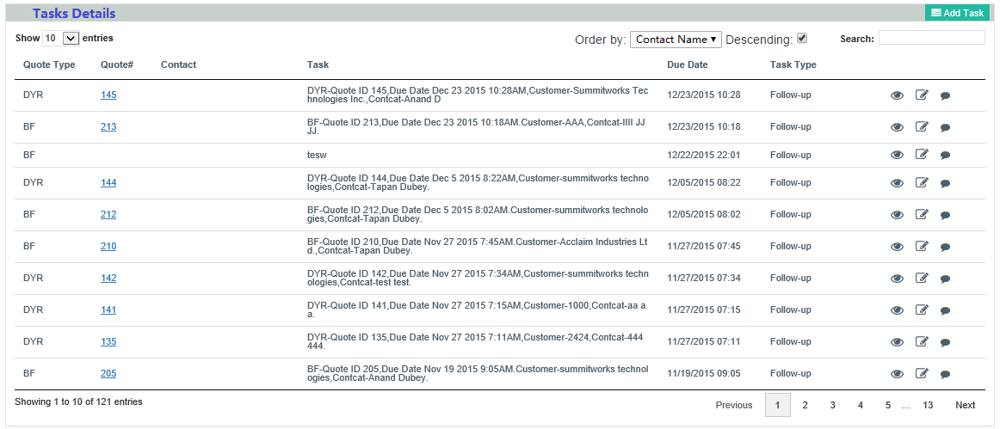 Tasks Details
Add Task
Show 10 entries
Order by: Contact Name Descending:
Search:
Quote Type Quote# Contact Task Due Date Task Type
DYR 145 DYR-Quote ID 145,Due Date Dec 23 2015 10:28AM,Customer-Summitworks Tec 12/23/2015 10:28 Follow-up
hnologies Inc.,Contcat-Anand D
BF 213 BF-Quote ID 213,Due Date Dec 23 2015 10:18AM.Customer-AAA,Contcat-IIII JJ 12/23/2015 10:18 Follow-up
JJ.
BF tesw 12/22/2015 22:01 Follow-up
DYR 144 DYR-Quote ID 144,Due Date Dec 5 2015 8:22AM,Customer-summitworks techno 12/05/2015 08:22 Follow-up
logies,Contcat-Tapan Dubey.
BF 212 BF-Quote ID 212,Due Date Dec 5 2015 8:02AM.Customer-summitworks technolo 12/05/2015 08:02 Follow-up
gies,Contcat-Tapan Dubey.
BF 210 BF-Quote ID 210,Due Date Nov 27 2015 7:45AM.Customer-Acclaim Industries Lt 11/27/2015 07:45 Follow-up
d.,Contcat-Tapan Dubey.
DYR 142 DYR-Quote ID 142,Due Date Nov 27 2015 7:34AM,Customer-summitworks techn 11/27/2015 07:34 Follow-up
ologies,Contcat-test test.
DYR 141 DYR-Quote ID 141,Due Date Nov 27 2015 7:15AM,Customer-1000,Contcat-aa a 11/27/2015 07:15 Follow-up
a.
DYR 135 DYR-Quote ID 135,Due Date Nov 27 2015 7:11AM,Customer-2424,Contcat-444 11/27/2015 07:11 Follow-up
444.
BF 205 BF-Quote ID 205,Due Date Nov 19 2015 9:05AM.Customer-summitworks technol 11/19/2015 09:05 Follow-up
ogies,Contcat-Anand Dubey.
Showing 1 to 10 of 121 entries
Previous 1 2 3 4 5 ... 13 Next